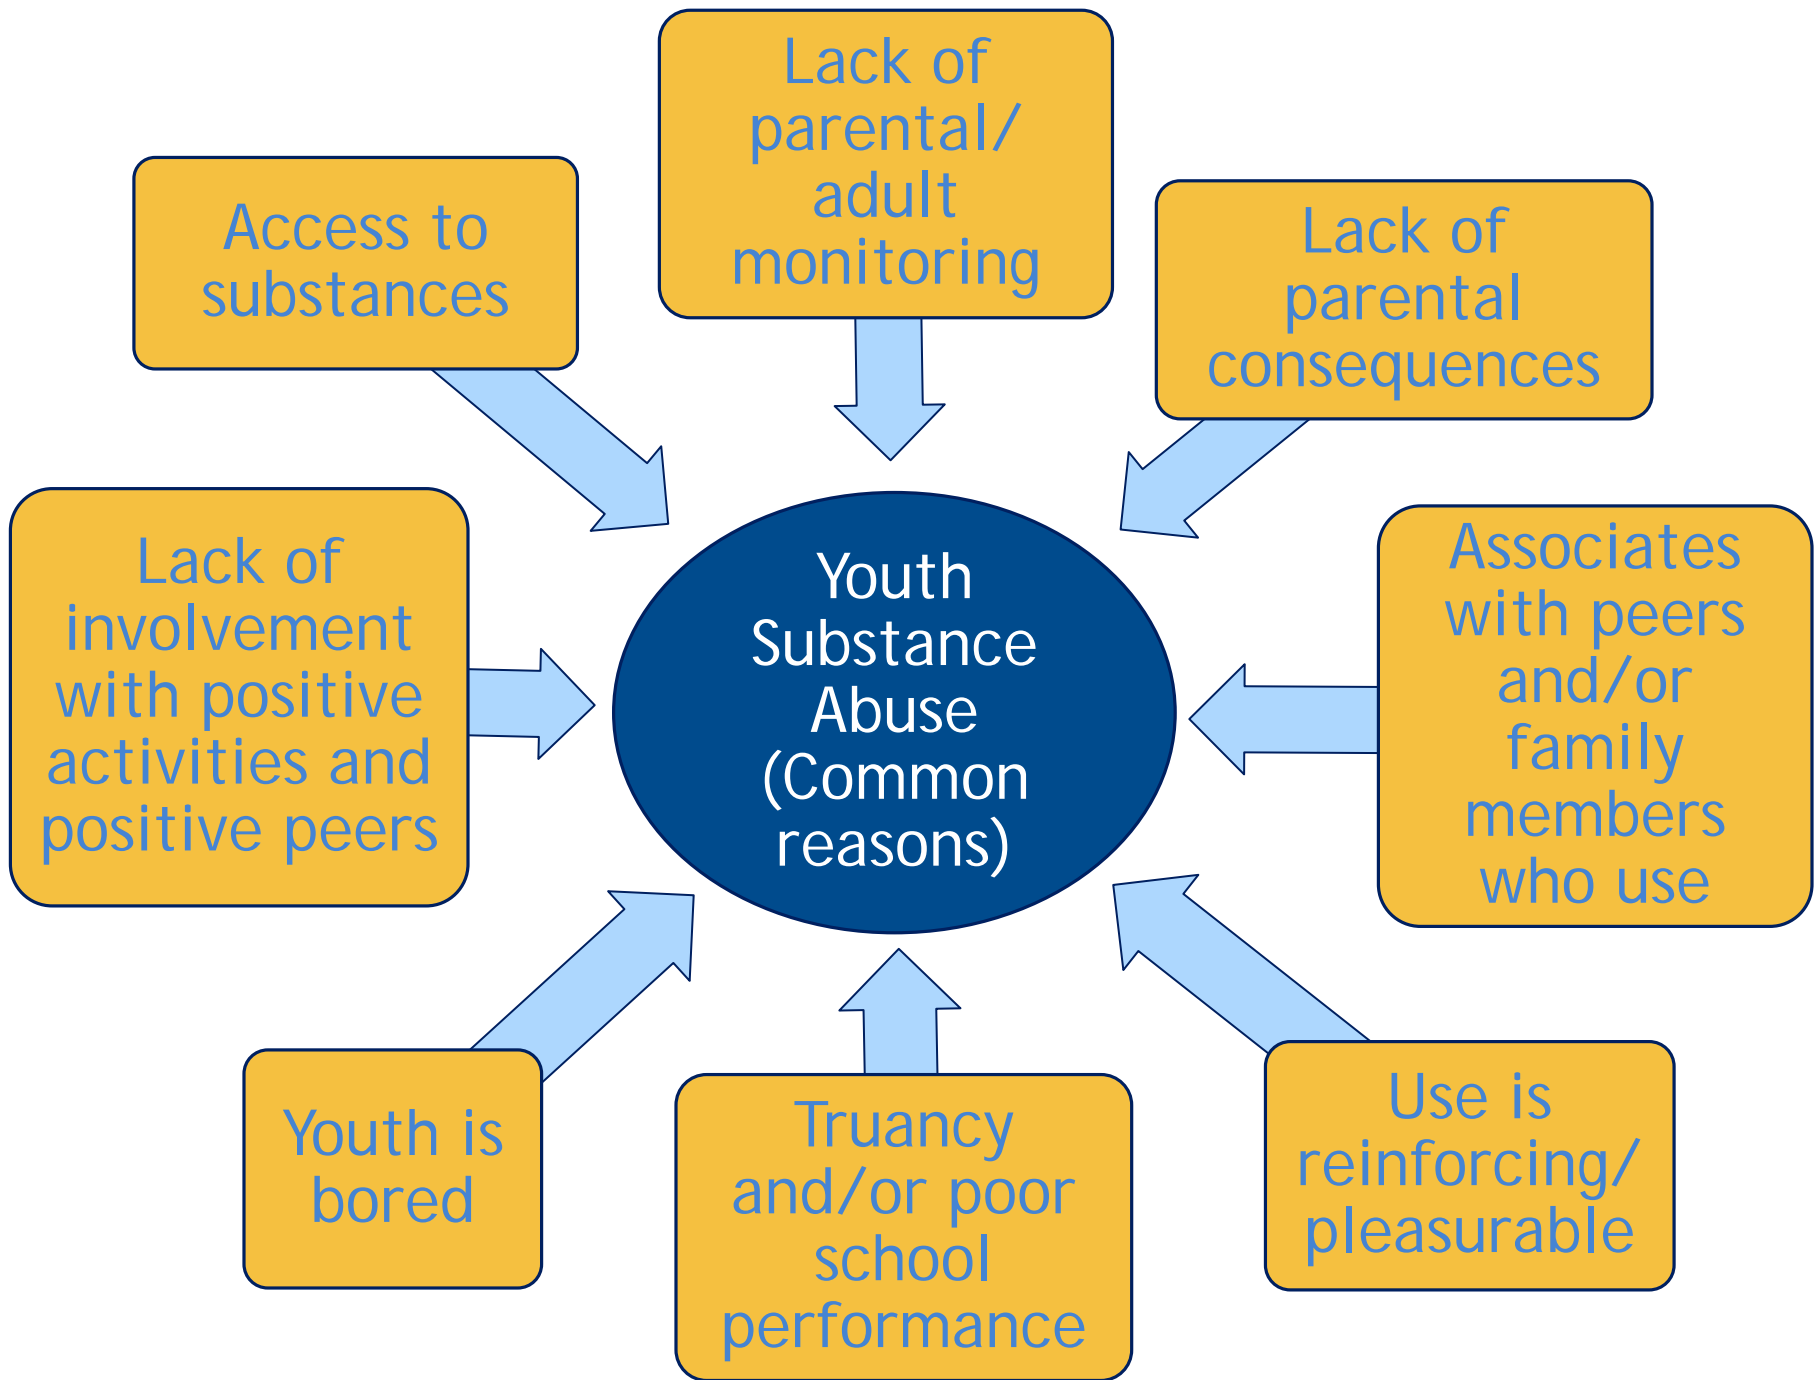 Lack of
parental/
adult
monitoring
Access to
substances
Lack of
parental
consequences
Lack of
involvement
with positive
activities and
positive peers
Youth
Substance
Abuse
(Common
reasons)
Associates
with peers
and/or
family
members
who use
Youth is
bored
Truancy
and/or poor
school
performance
Use is
reinforcing/
pleasurable